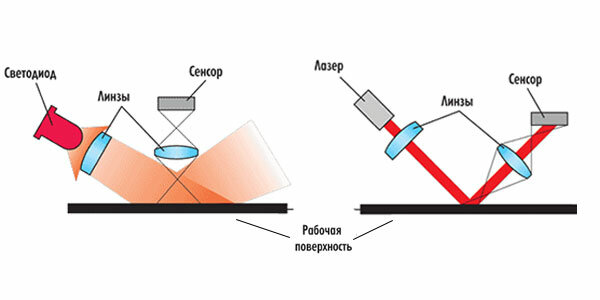 Светодиод
Линзы
Сенсор
Лазер
Линзы
Сенсор
Рабочая
поверхность